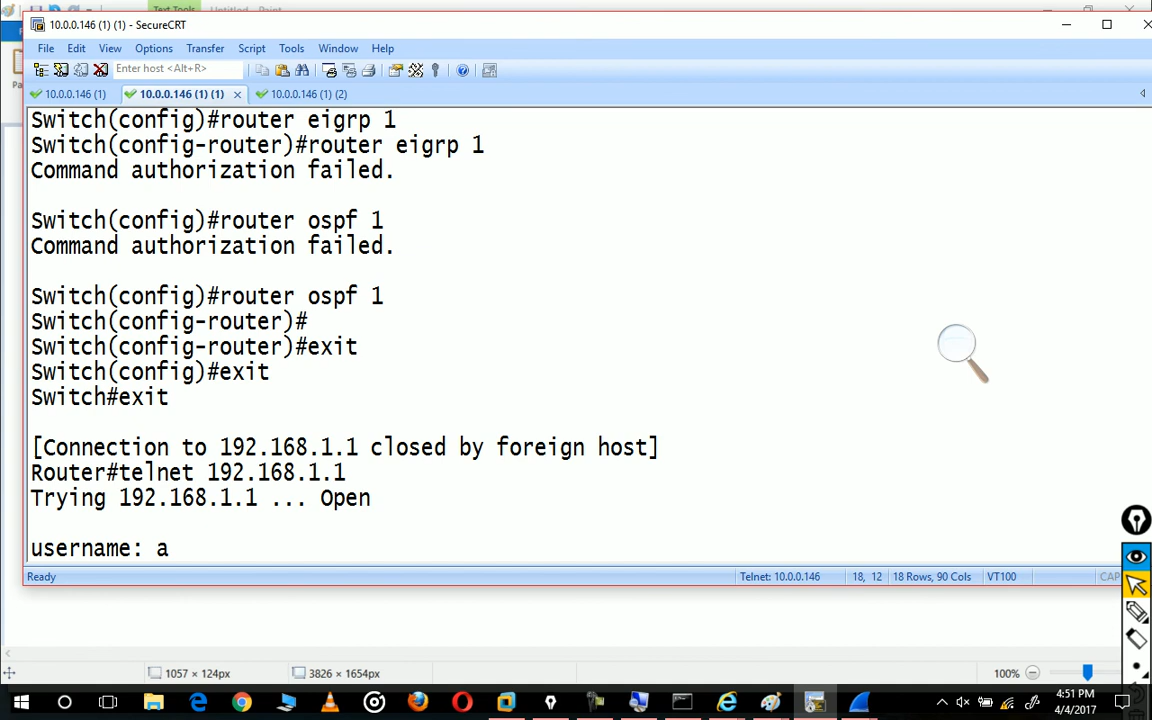 Text Tools
Untitled - Paint
10.0.0.146 (1) (1) - SecureCRT
File Edit View Options Transfer Script Tools Window Help
Enter host <Alt+R>
10.0.0.146 (1) 10.0.0.146 (1) (1) 10.0.0.146 (1) (2)
Switch(config)#router eigrp 1
Switch(config-router)#router eigrp 1
Command authorization failed.
Switch(config)#router ospf 1
Command authorization failed.
Switch(config)#router ospf 1
Switch(config-router)#
Switch(config-router)#exit
Switch(config)#exit
Switch#exit
[Connection to 192.168.1.1 closed by foreign host]
Router#telnet 192.168.1.1
Trying 192.168.1.1 ... Open
username: a
Ready Telnet: 10.0.0.146 18, 12 18 Rows, 90 Cols VT100 CAP
1057 × 124px 3826 × 1654px 100%
4:51 PM
4/4/2017